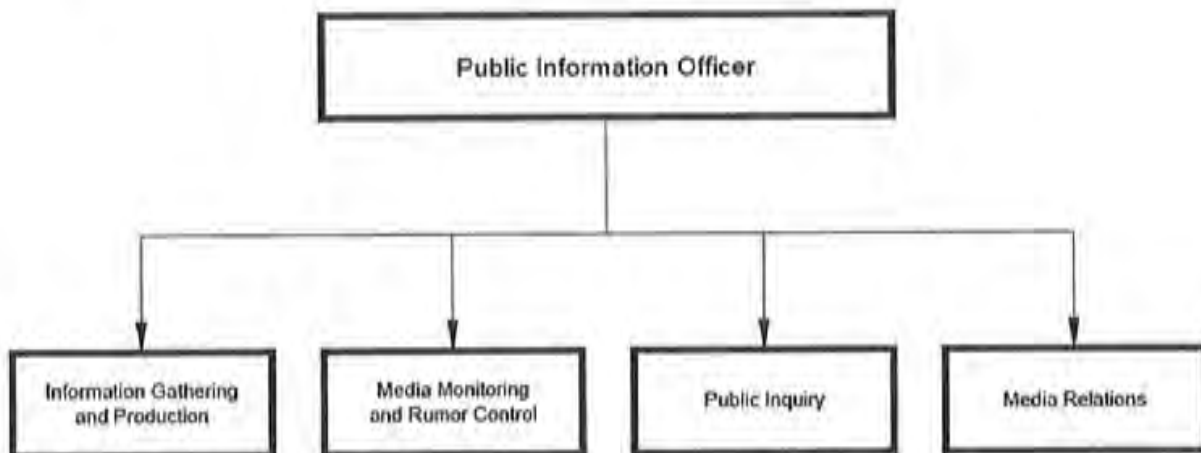 Public Information Officer
Information Gathering
and Production
Media Monitoring
and Rumor Control
Public Inquiry
Media Relations